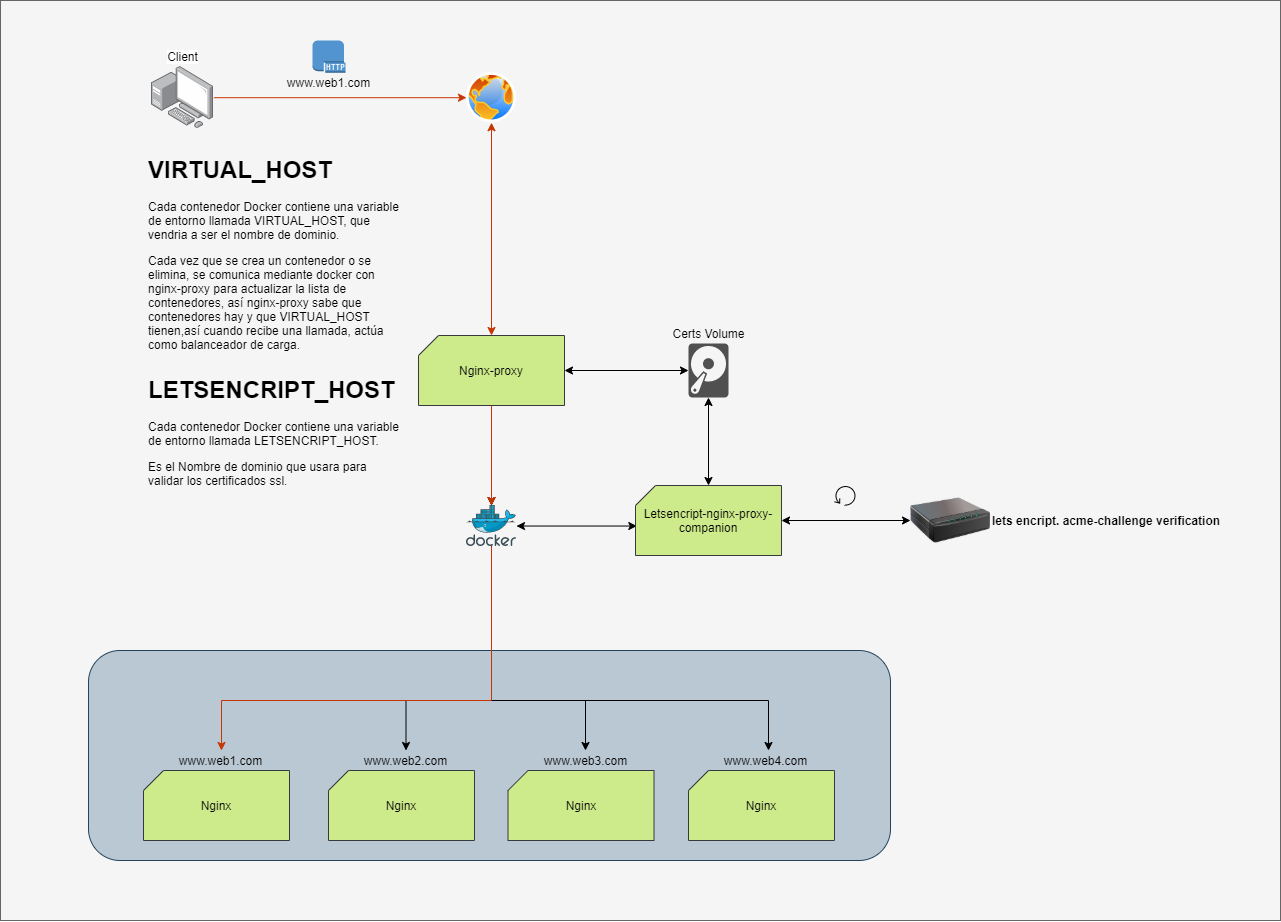 Client
HTTP
www.web1.com
VIRTUAL_HOST
Cada contenedor Docker contiene una variable
de entorno llamada VIRTUAL_HOST, que
vendria a ser el nombre de dominio.
Cada vez que se crea un contenedor o se
elimina, se comunica mediante docker con
nginx-proxy para actualizar la lista de
contenedores, así nginx-proxy sabe que
contenedores hay y que VIRTUAL_HOST
tienen,así cuando recibe una llamada, actúa
como balanceador de carga.
LETSENCRIPT_HOST
Cada contenedor Docker contiene una variable
de entorno llamada LETSENCRIPT_HOST.
Es el Nombre de dominio que usara para
validar los certificados ssl.
Nginx-proxy
Certs Volume
docker
Letsencript-nginx-proxy-
companion
lets encript. acme-challenge verification
www.web1.com
www.web2.com
www.web3.com
www.web4.com
Nginx
Nginx
Nginx
Nginx